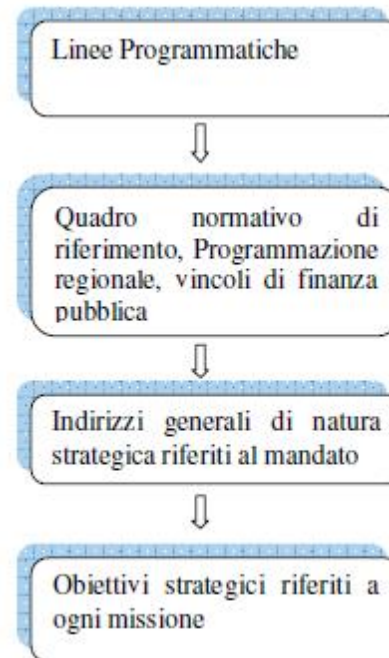 Linee Programmatiche
Quadro normativo di
riferimento, Programmazione
regionale, vincoli di finanza
pubblica
Indirizzi generali di natura
strategica riferiti al mandato
Obiettivi strategici riferiti a
ogni missione